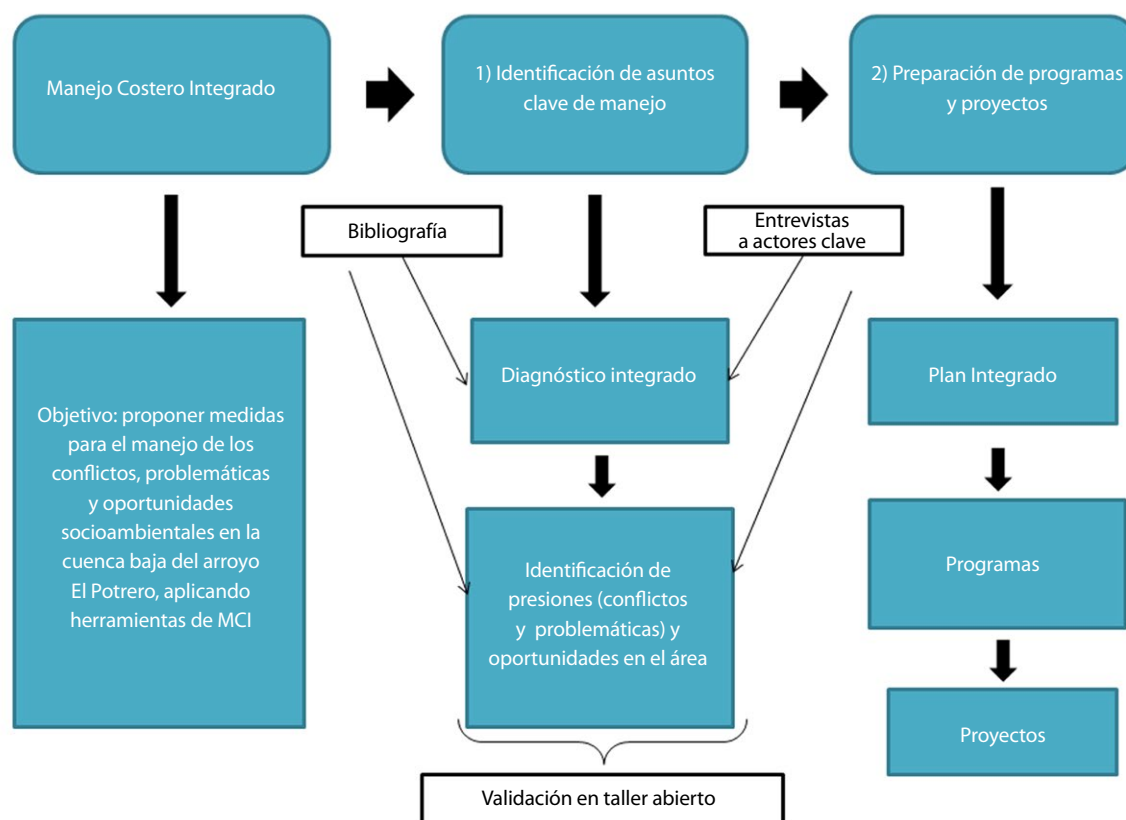 Manejo Costero Integrado
1) Identificación de asuntos
clave de manejo
2) Preparación de programas
y proyectos
Bibliografía
Entrevistas
a actores clave
Objetivo: proponer medidas
para el manejo de los
conflictos, problemáticas
y oportunidades
socioambientales en la
cuenca baja del arroyo
El Potrero, aplicando
herramientas de MCI
Diagnóstico integrado
Identificación de
presiones (conflictos
y problemáticas) y
oportunidades en el área
Validación en taller abierto
Plan Integrado
Programas
Proyectos